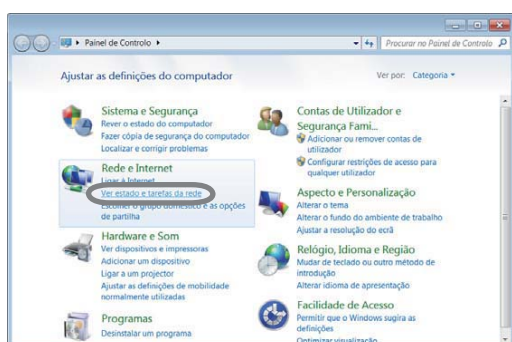 Painel de Controlo
Procurar no Painel de Controlo
Ajustar as definições do computador
Ver por: Categoria
Sistema e Segurança
Rever o estado do computador
Fazer cópia de segurança do computador
Localizar e corrigir problemas
Rede e Internet
Ligar à Internet
Ver estado e tarefas da rede
Escolher o grupo doméstico e as opções
de partilha
Hardware e Som
Ver dispositivos e impressoras
Adicionar um dispositivo
Ligar a um projector
Ajustar as definições de mobilidade
normalmente utilizadas
Programas
Desinstalar um programa
Contas de Utilizador e
Segurança Fami...
Adicionar ou remover contas de
utilizador
Configurar restrições de acesso para
qualquer utilizador
Aspecto e Personalização
Alterar o tema
Alterar o fundo do ambiente de trabalho
Ajustar a resolução do ecrã
Relógio, Idioma e Região
Mudar de teclado ou outro método de
introdução
Alterar idioma de apresentação
Facilidade de Acesso
Permitir que o Windows sugira as
definições
Optimizar visualização